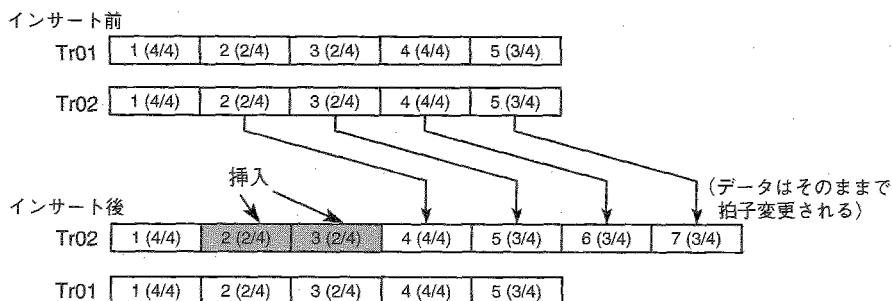 インサート前
Tr01 1 (4/4) 2 (2/4) 3 (2/4) 4 (4/4) 5 (3/4)
Tr02 1 (4/4) 2 (2/4) 3 (2/4) 4 (4/4) 5 (3/4)
挿入
(データはそのままで
拍子変更される)
インサート後
Tr02 1 (4/4) 2 (2/4) 3 (2/4) 4 (4/4) 5 (3/4) 6 (3/4) 7 (3/4)
Tr01 1 (4/4) 2 (2/4) 3 (2/4) 4 (4/4) 5 (3/4)